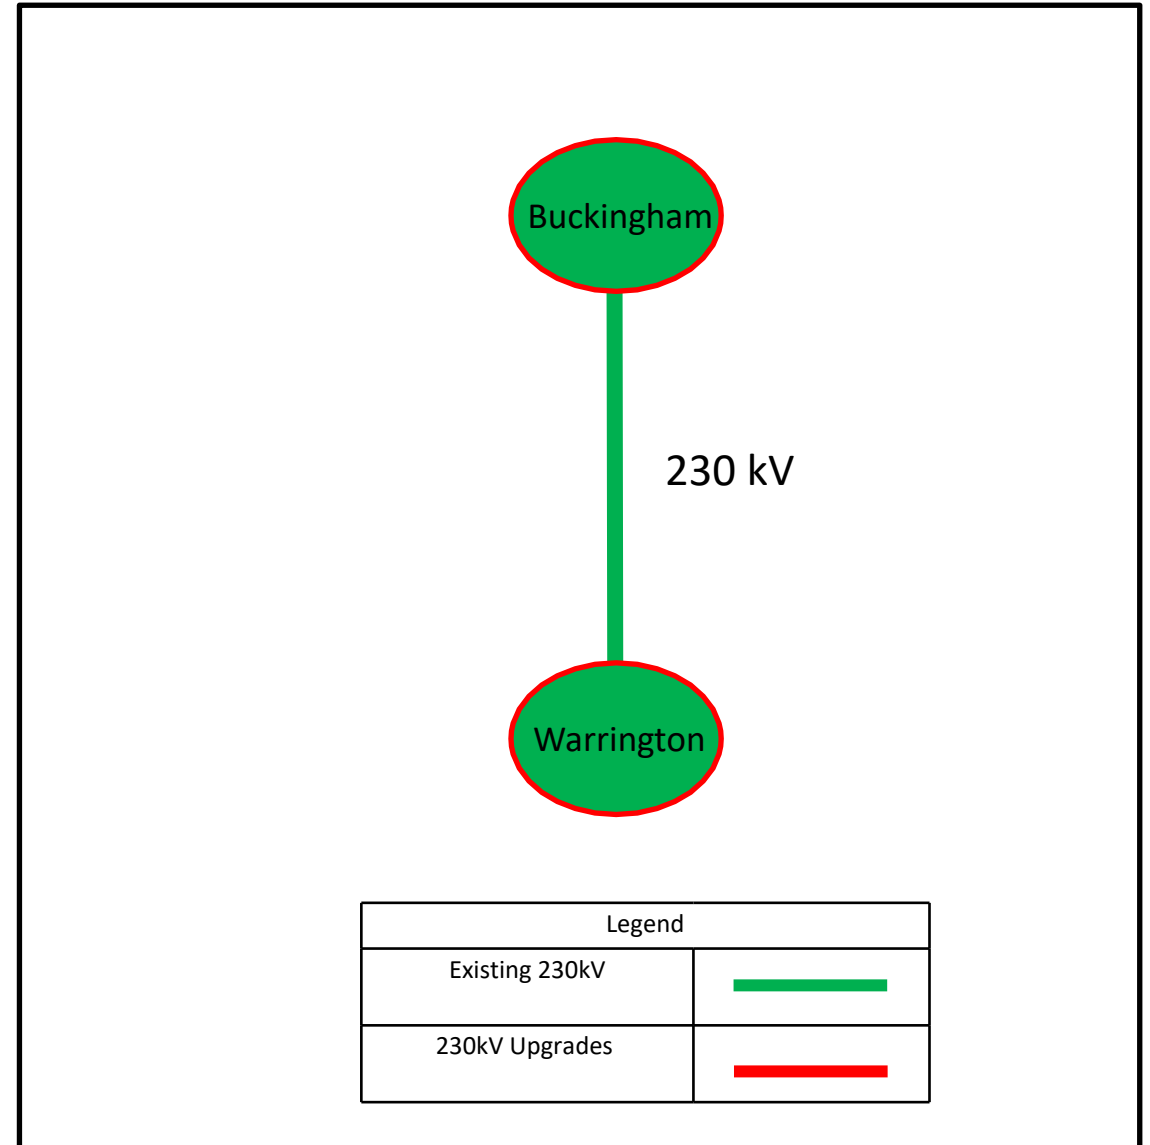 Buckingham
230 kV
Warrington
Legend
Existing 230kV
230kV Upgrades